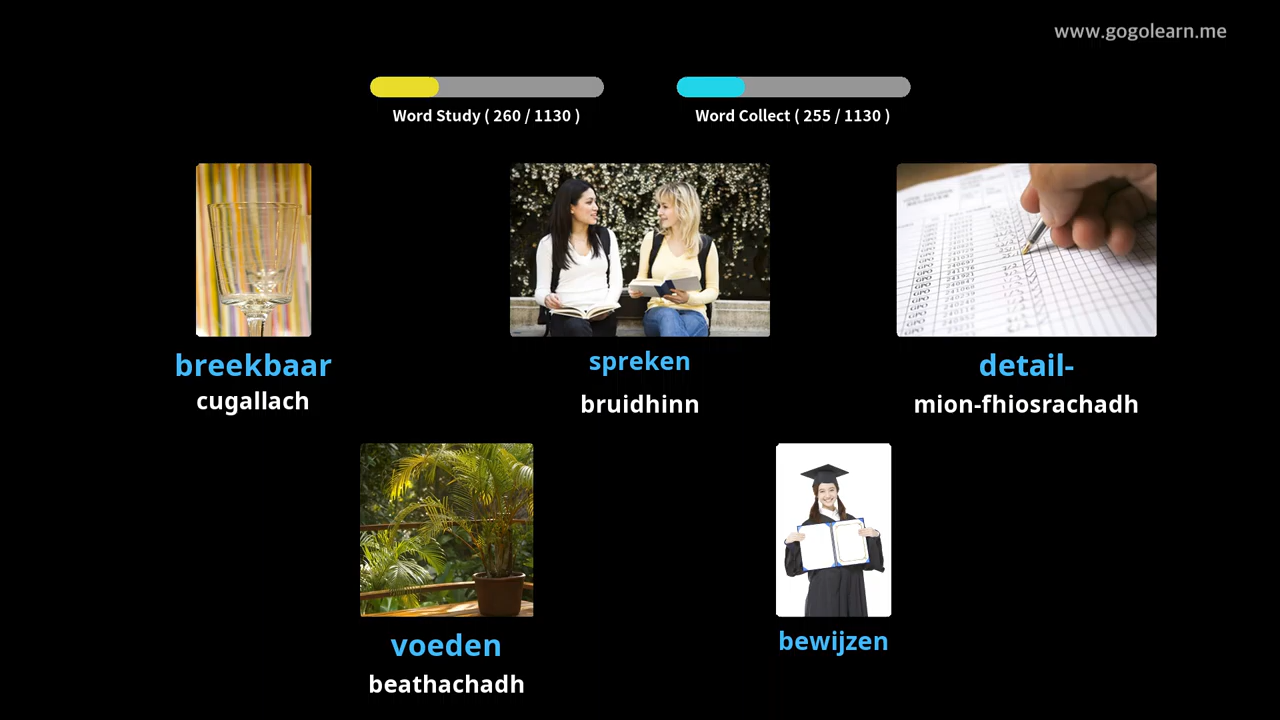 www.gogolearn.me
Word Study ( 260 / 1130 )
Word Collect ( 255 / 1130 )
breekbaar
cugallach
spreken
bruidhinn
detail-
mion-fhiosrachadh
voeden
beathachadh
bewijzen